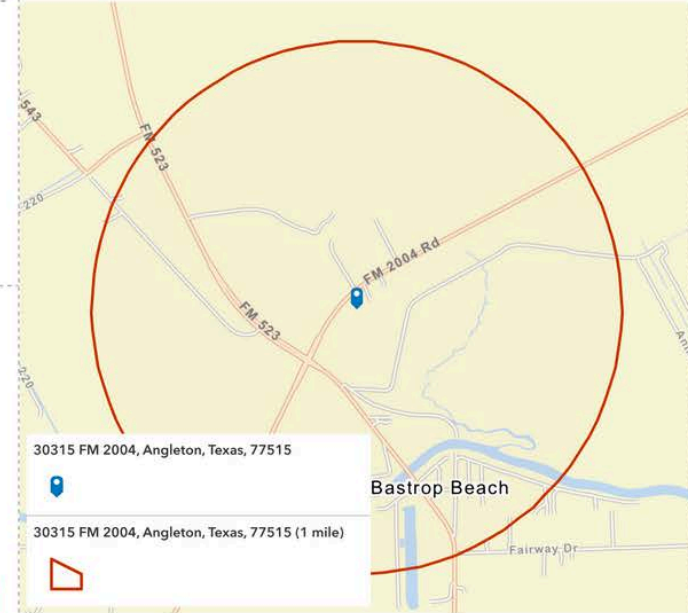 543
FM 523
220
FM 2004 Rd
FM 523
220
30315 FM 2004, Angleton, Texas, 77515
Bastrop Beach
30315 FM 2004, Angleton, Texas, 77515 (1 mile)
Fairway Dr